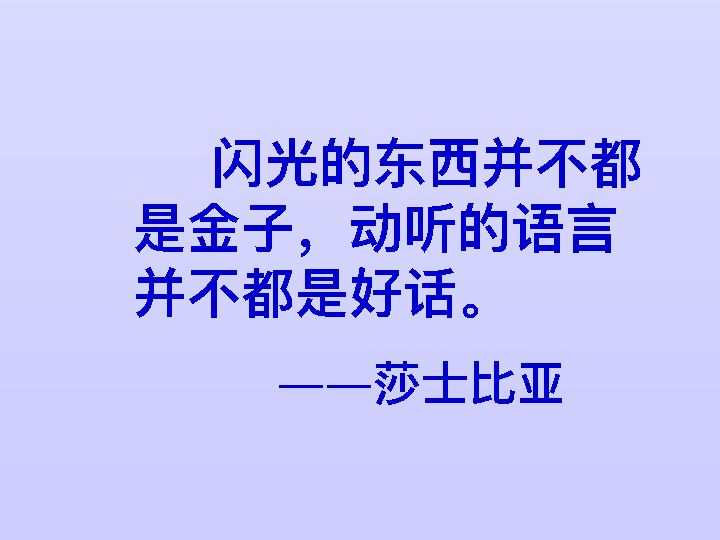 闪光的东西并不都
是金子，动听的语言
并不都是好话。
——莎士比亚